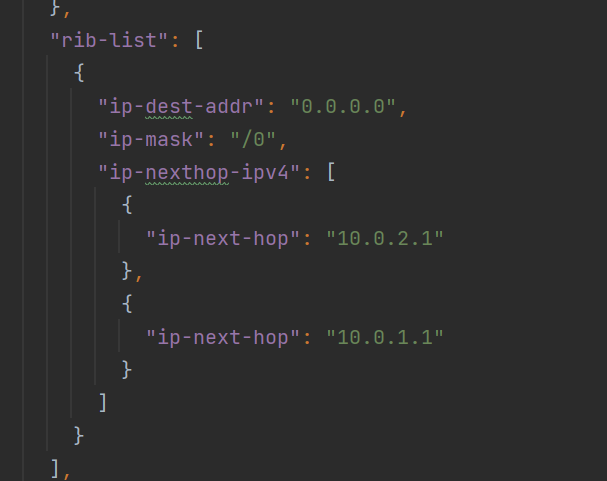 },
"rib-list": [
{
"ip-dest-addr": "0.0.0.0",
"ip-mask": "/0",
"ip-nexthop-ipv4": [
{
"ip-next-hop": "10.0.2.1"
},
{
"ip-next-hop": "10.0.1.1"
}
]
}
],